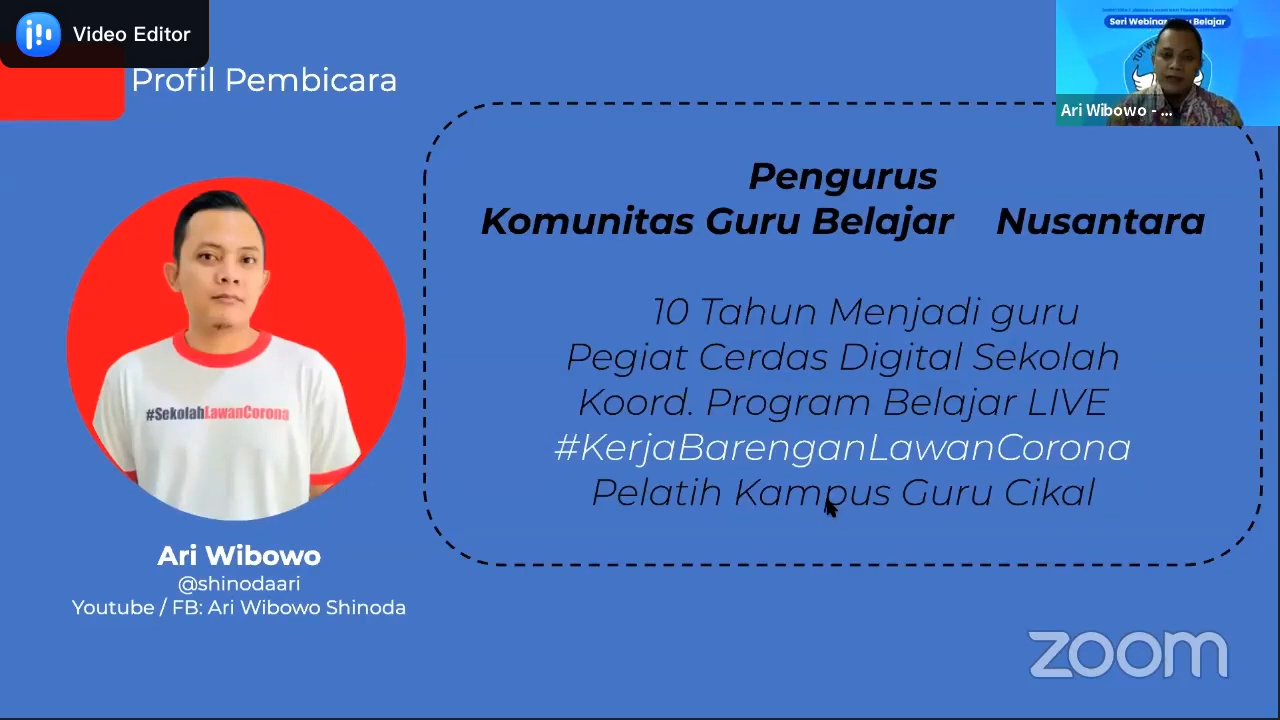 Video Editor
Profil Pembicara
Seri Webinar Guru Belajar
Ari Wibowo - ...
Pengurus
Komunitas Guru Belajar Nusantara
10 Tahun Menjadi guru
Pegiat Cerdas Digital Sekolah
Koord. Program Belajar LIVE
#KerjaBarenganLawanCorona
Pelatih Kampus Guru Cikal
#SekolahLawanCorona
Ari Wibowo
@shinodaari
Youtube / FB: Ari Wibowo Shinoda
zoom